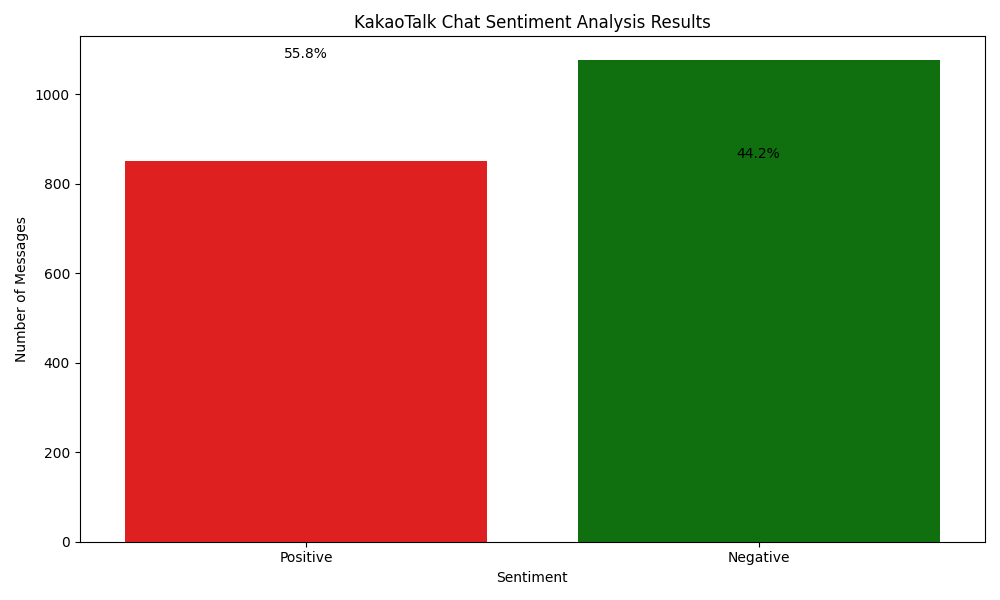 KakaoTalk Chat Sentiment Analysis Results
55.8%
44.2%
Number of Messages
1000
800
600
400
200
0
Positive
Negative
Sentiment